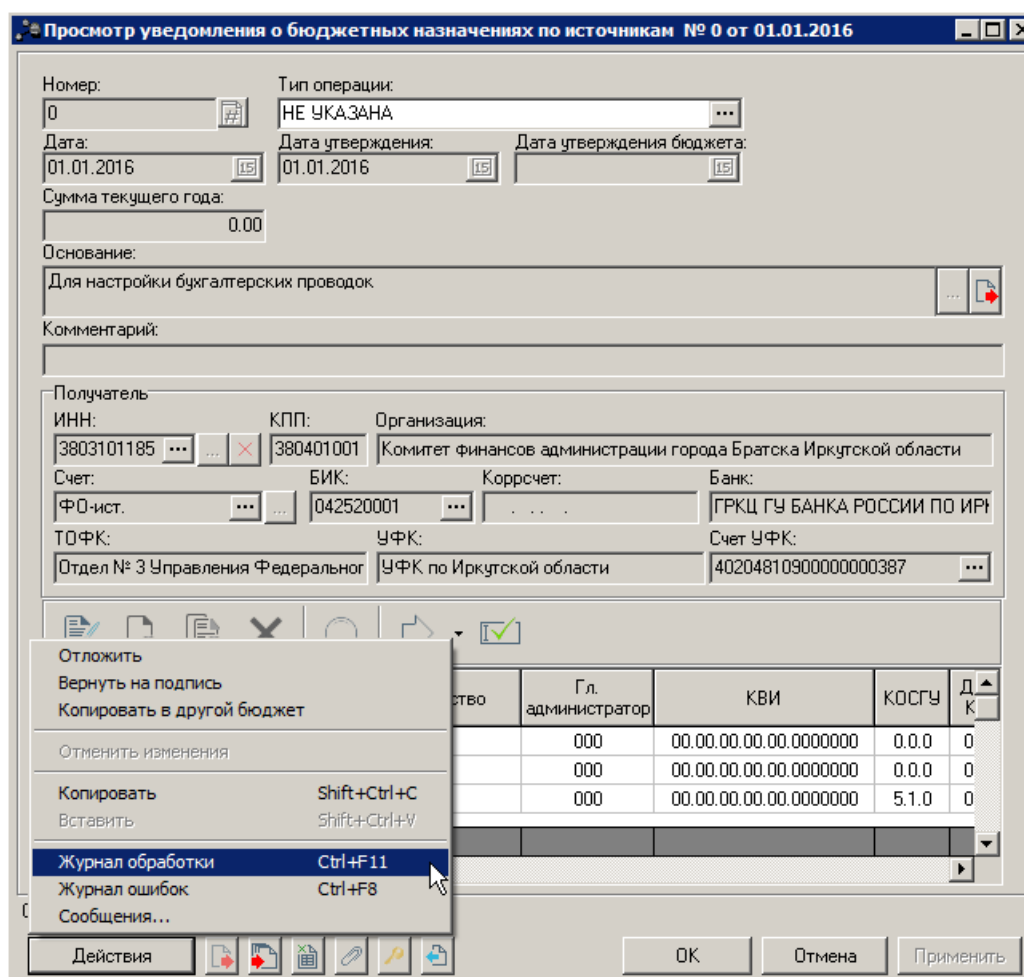 Просмотр уведомления о бюджетных назначениях по источникам № 0 от 01.01.2016
Номер: Тип операции:
0 # НЕ УКАЗАНА ...
Дата: Дата утверждения: Дата утверждения бюджета:
01.01.2016 15 01.01.2016 15 15
Сумма текущего года:
0.00
Основание:
Для настройки бухгалтерских проводок ...
Комментарий:
Получатель
ИНН: КПП: Организация:
3803101185 ... ... 380401001 Комитет финансов администрации города Братска Иркутской области
Счет: БИК: Коррсчет: Банк:
ФО-ист. ... ... 042520001 ... . ... . ГРКЦ ГУ БАНКА РОССИИ ПО ИРК
ТОФК: УФК: Счет УФК:
Отдел № 3 Управления Федеральног УФК по Иркутской области 40204810900000000387 ...
Отложить
Вернуть на подпись
Копировать в другой бюджет
Отменить изменения
Копировать Shift+Ctrl+C
Вставить Shift+Ctrl+V
Журнал обработки Ctrl+F11
Журнал ошибок Ctrl+F8
Сообщения...
ство Гл. администратор КВИ КОСГУ Д К
000 00.00.00.00.00.0000000 0.0.0 0
000 00.00.00.00.00.0000000 0.0.0 0
000 00.00.00.00.00.0000000 5.1.0 0
Действия OK Отмена Применить